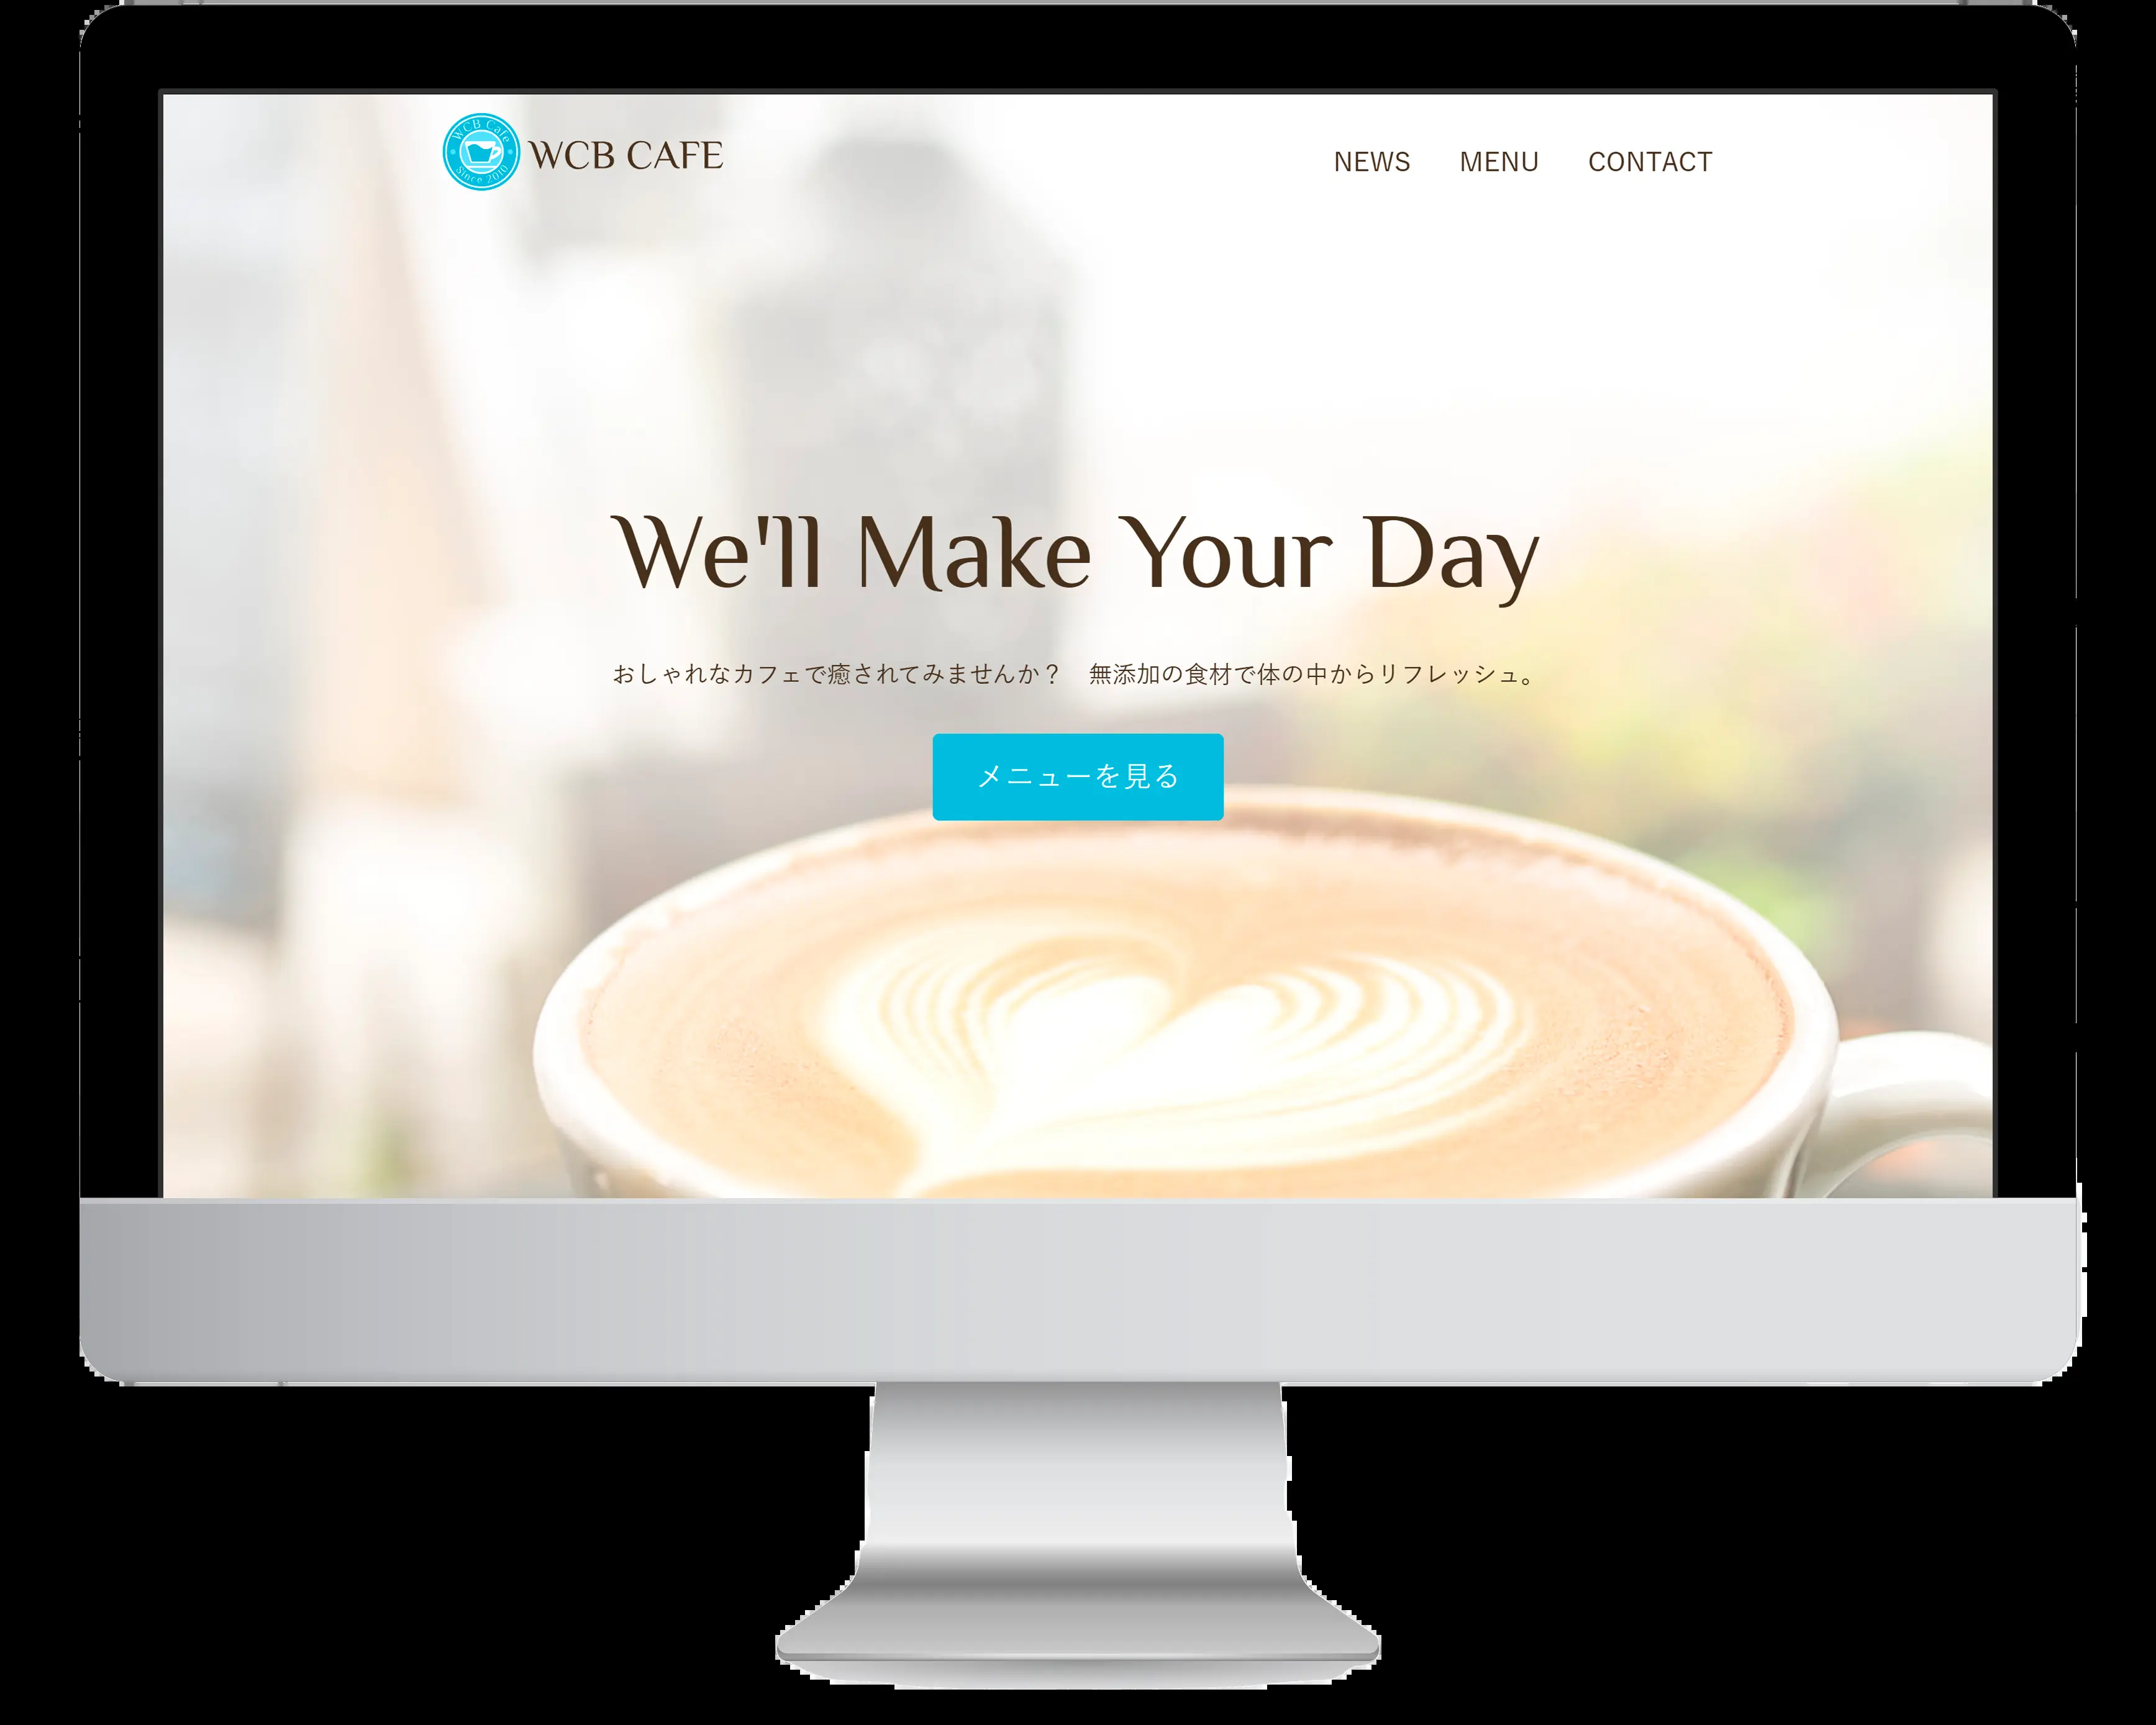 WCB Cafe
Since 2010
WCB CAFE
NEWS MENU CONTACT
We'll Make Your Day
おしゃれなカフェで癒されてみませんか？　無添加の食材で体の中からリフレッシュ。
メニューを見る